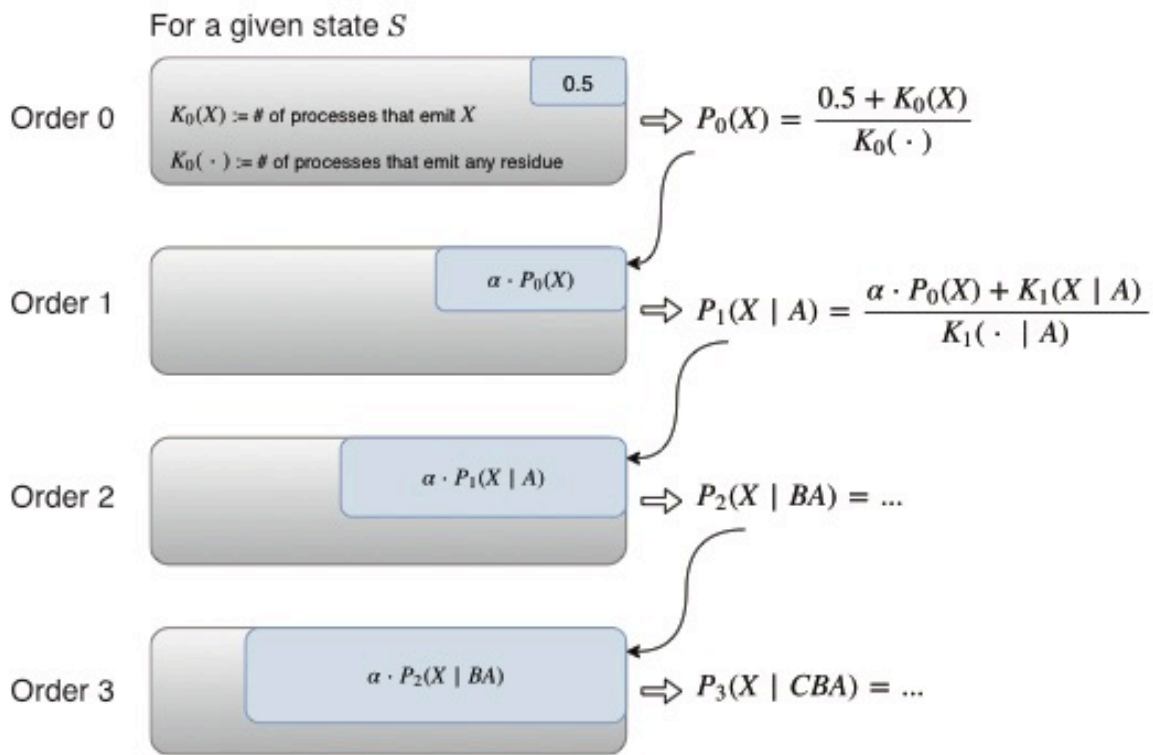 For a given state S
Order 0
0.5
K₀(X) := # of processes that emit X
K₀( · ) := # of processes that emit any residue
⇨ P₀(X) = (0.5 + K₀(X)) / K₀( · )
Order 1
α · P₀(X)
⇨ P₁(X | A) = (α · P₀(X) + K₁(X | A)) / K₁( · | A)
Order 2
α · P₁(X | A)
⇨ P₂(X | BA) = ...
Order 3
α · P₂(X | BA)
⇨ P₃(X | CBA) = ...